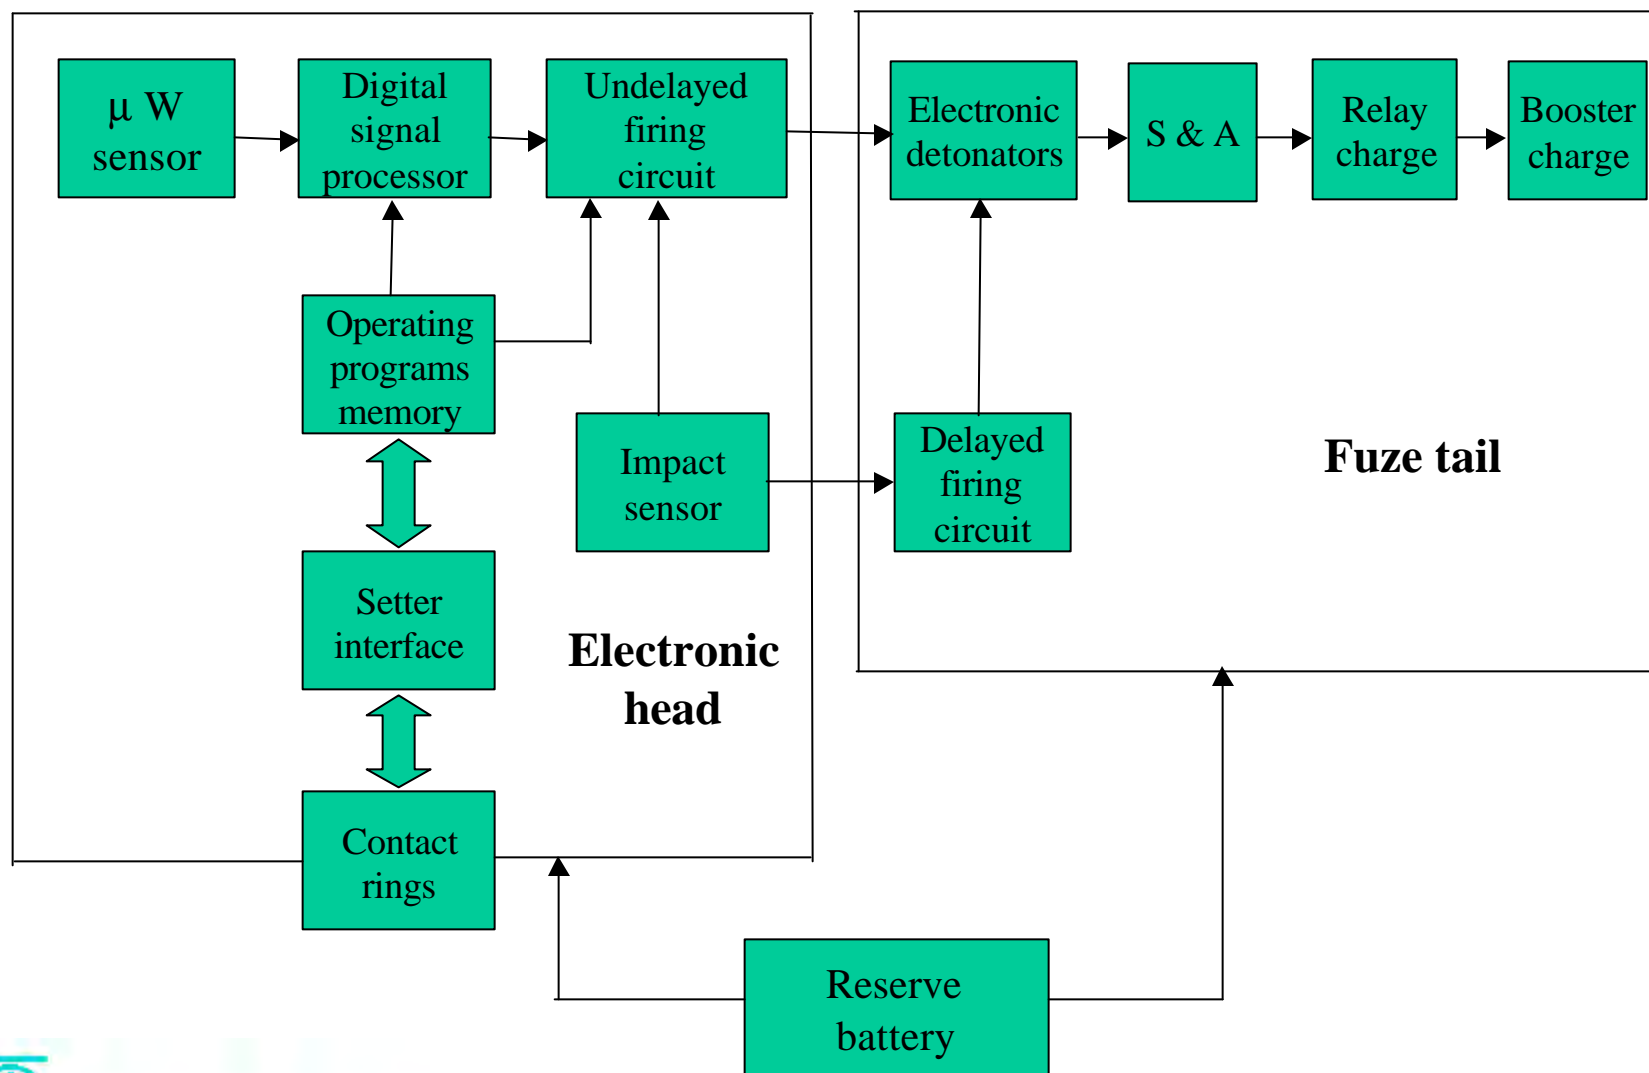 μ W
sensor
Digital
signal
processor
Undelayed
firing
circuit
Electronic
detonators
S & A
Relay
charge
Booster
charge
Operating
programs
memory
Impact
sensor
Delayed
firing
circuit
Fuze tail
Setter
interface
Electronic
head
Contact
rings
Reserve
battery